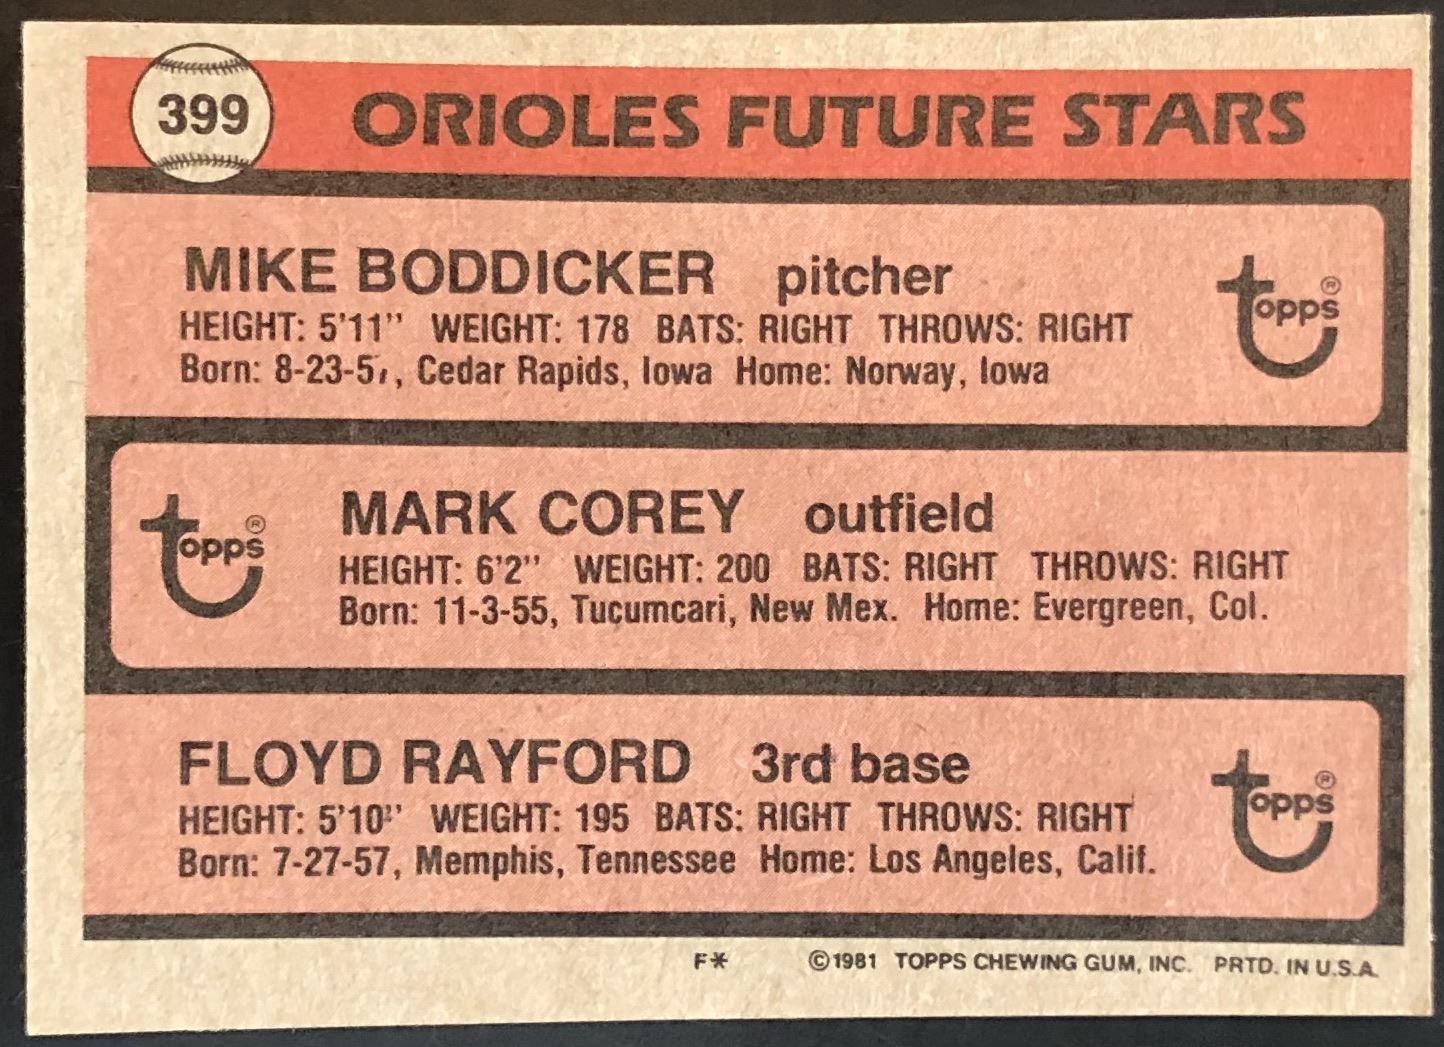 399 ORIOLES FUTURE STARS
MIKE BODDICKER pitcher
HEIGHT: 5'11" WEIGHT: 178 BATS: RIGHT THROWS: RIGHT
Born: 8-23-5, Cedar Rapids, Iowa Home: Norway, Iowa
topps®
MARK COREY outfield
HEIGHT: 6'2" WEIGHT: 200 BATS: RIGHT THROWS: RIGHT
Born: 11-3-55, Tucumcari, New Mex. Home: Evergreen, Col.
topps®
FLOYD RAYFORD 3rd base
HEIGHT: 5'10" WEIGHT: 195 BATS: RIGHT THROWS: RIGHT
Born: 7-27-57, Memphis, Tennessee Home: Los Angeles, Calif.
topps®
F* ©1981 TOPPS CHEWING GUM, INC. PRTD. IN U.S.A.